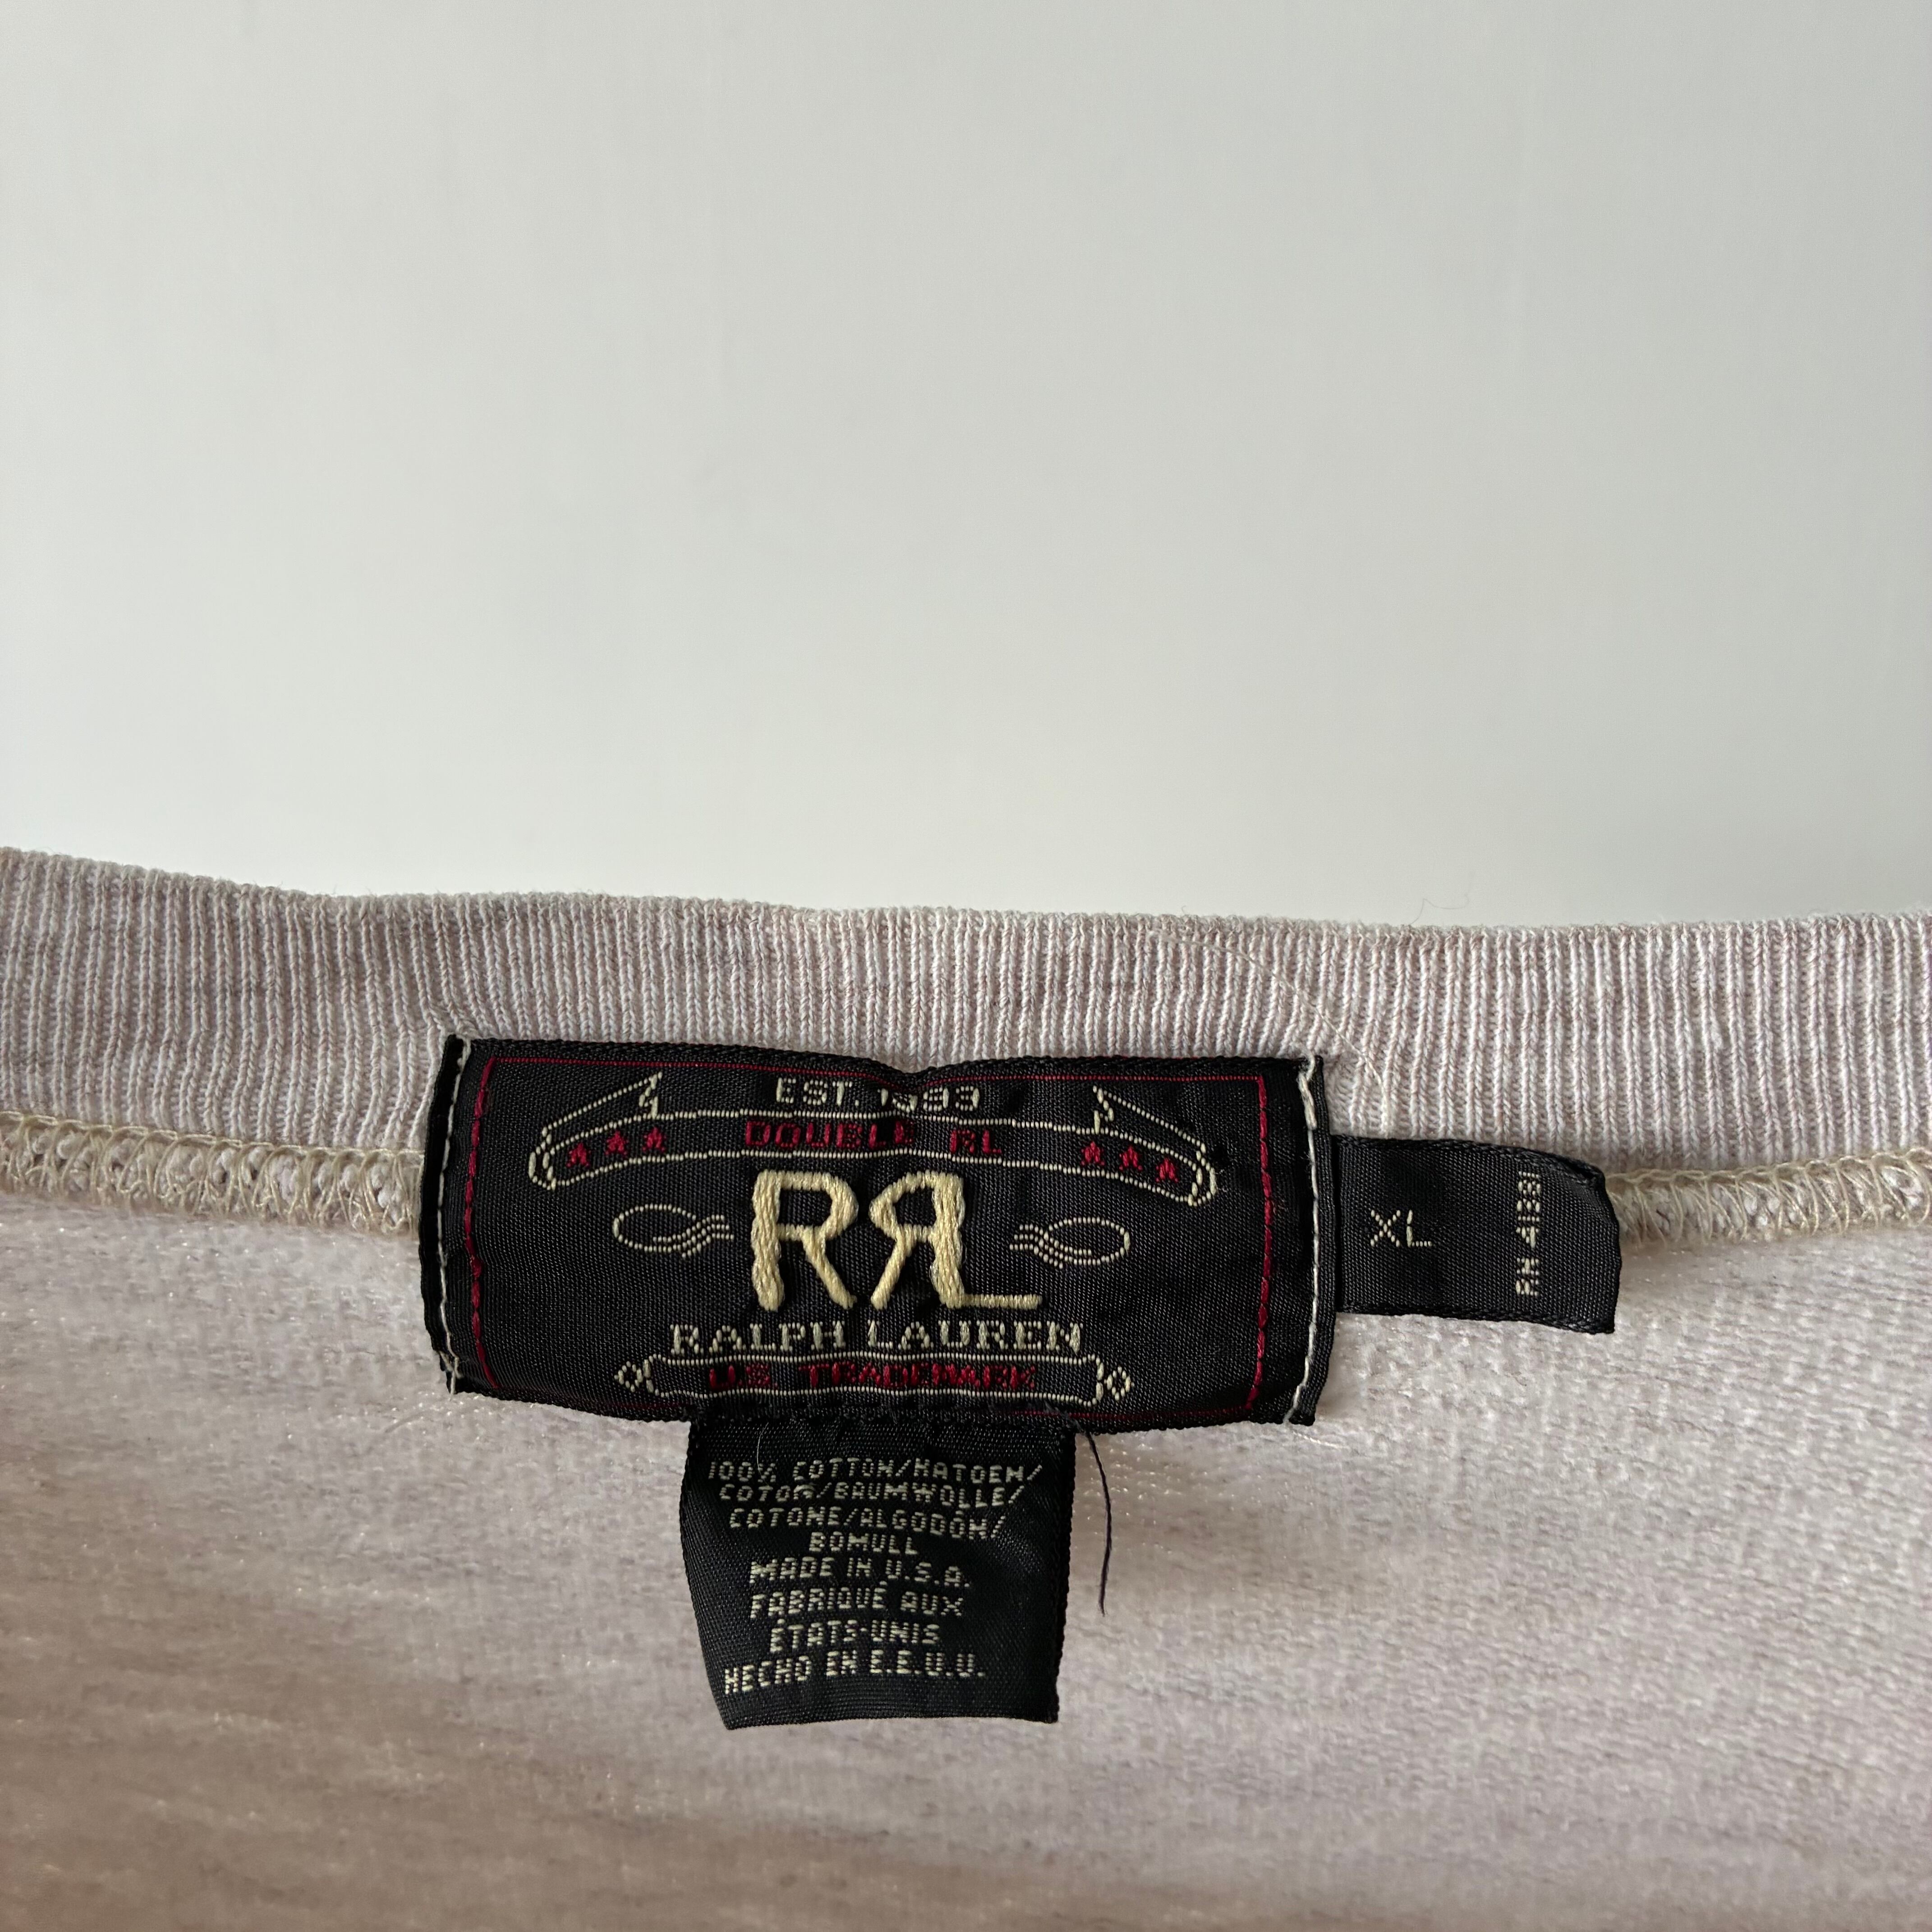 EST. 1993
DOUBLE RL
RRL
RALPH LAUREN
U.S. TRADEMARK
XL
RN 41381
100% COTTON/KATOEN/
COTON/BAUMWOLLE/
COTONE/ALGODÓN/
BOMULL
MADE IN U.S.A.
FABRIQUÉ AUX
ÉTATS-UNIS
HECHO EN E.E.U.U.